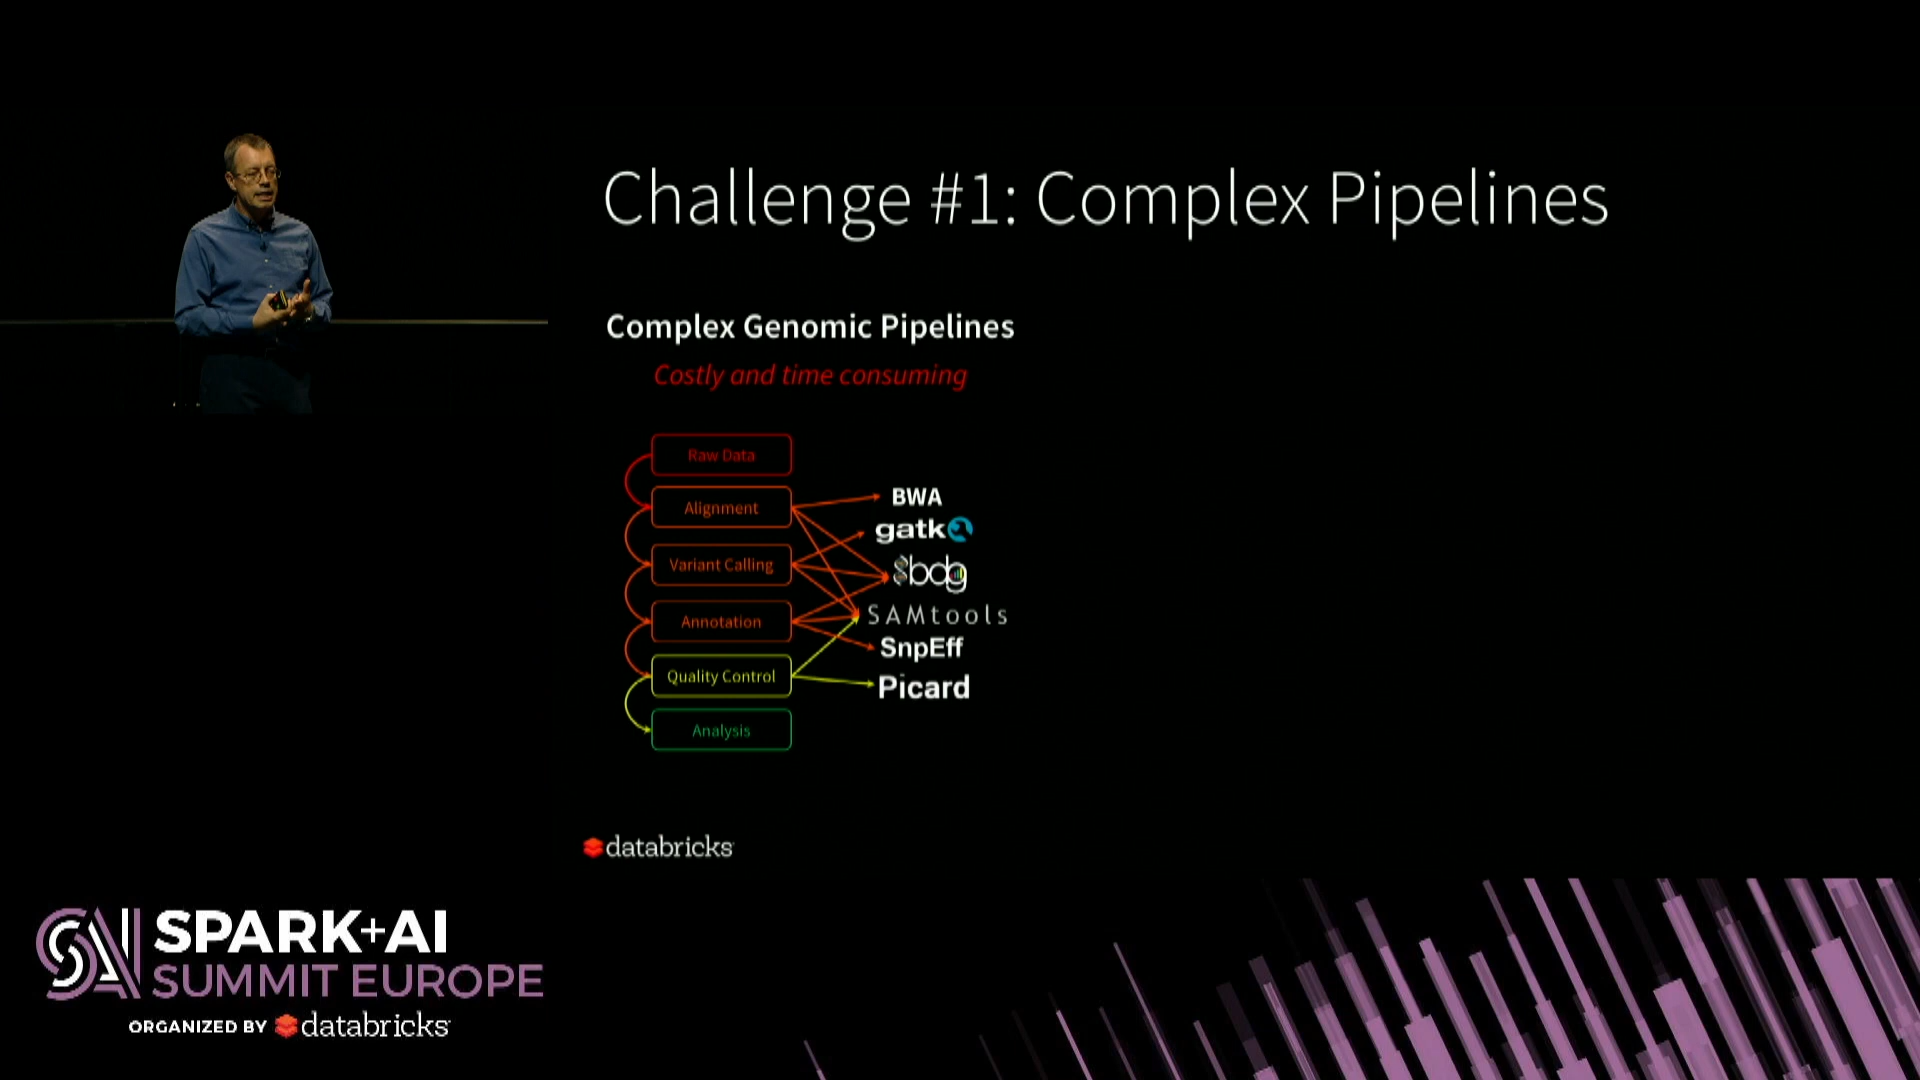 Challenge #1: Complex Pipelines
Complex Genomic Pipelines
Costly and time consuming
Raw Data
Alignment
Variant Calling
Annotation
Quality Control
Analysis
BWA
gatk
bdg
SAMtools
SnpEff
Picard
databricks
SAI
SPARK+AI
SUMMIT EUROPE
ORGANIZED BY databricks